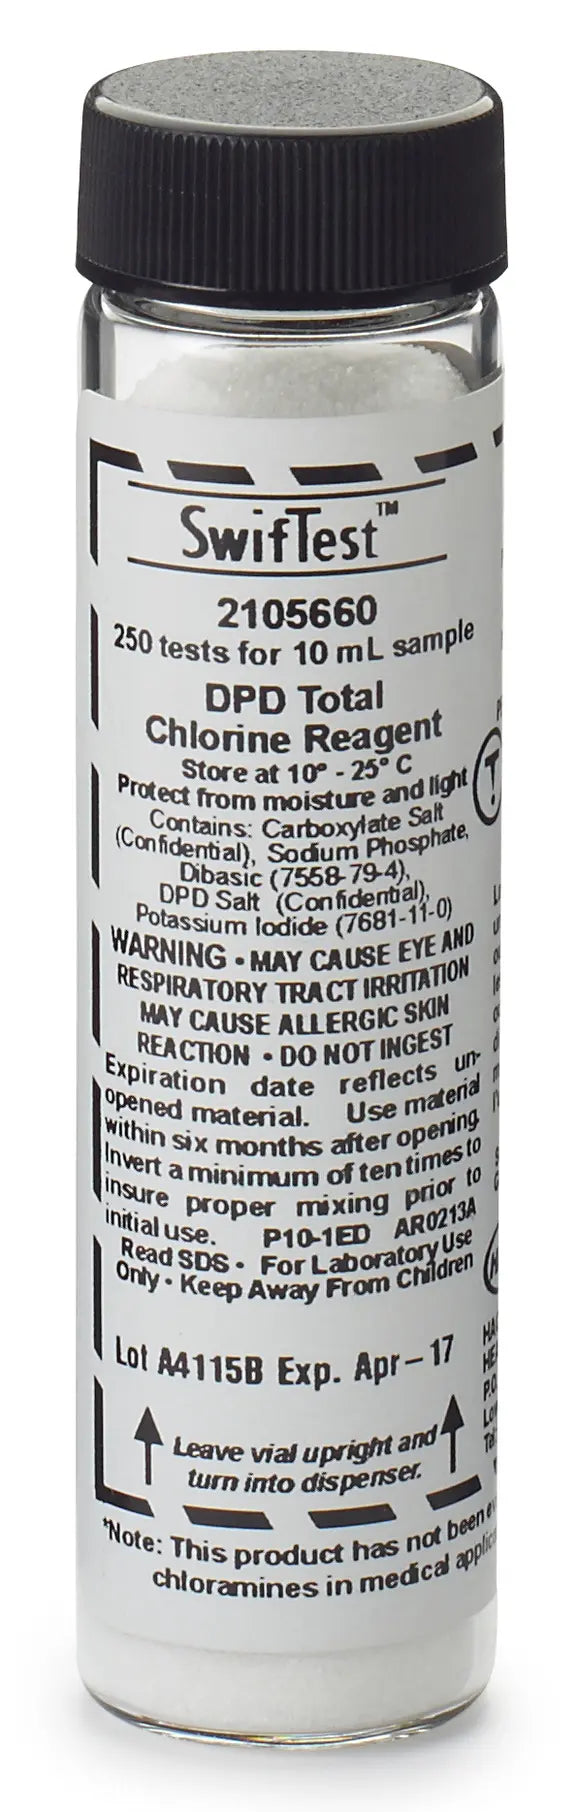 SwifTest™
2105660
250 tests for 10 mL sample
DPD Total
Chlorine Reagent
Store at 10° - 25° C
Protect from moisture and light
Contains: Carboxylate Salt
(Confidential), Sodium Phosphate,
Dibasic (7558-79-4),
DPD Salt (Confidential),
Potassium Iodide (7681-11-0)
WARNING • MAY CAUSE EYE AND
RESPIRATORY TRACT IRRITATION
MAY CAUSE ALLERGIC SKIN
REACTION • DO NOT INGEST
Expiration date reflects un-
opened material. Use material
within six months after opening.
Invert a minimum of ten times to
insure proper mixing prior to
initial use. P10-1ED AR0213A
Read SDS • For Laboratory Use
Only • Keep Away From Children
Lot A4115B Exp. Apr - 17
Leave vial upright and
turn into dispenser.
*Note: This product has not been
chloramines in medical